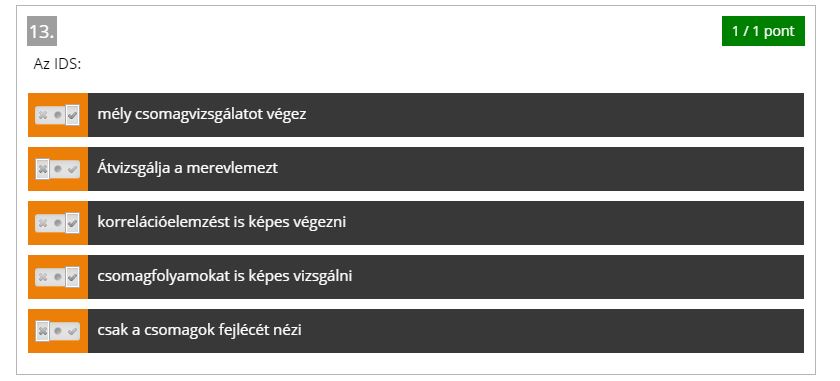 13.
1 / 1 pont
Az IDS:
mély csomagvizsgálatot végez
Átvizsgálja a merevlemezt
korrelációelemzést is képes végezni
csomagfolyamokat is képes vizsgálni
csak a csomagok fejlécét nézi